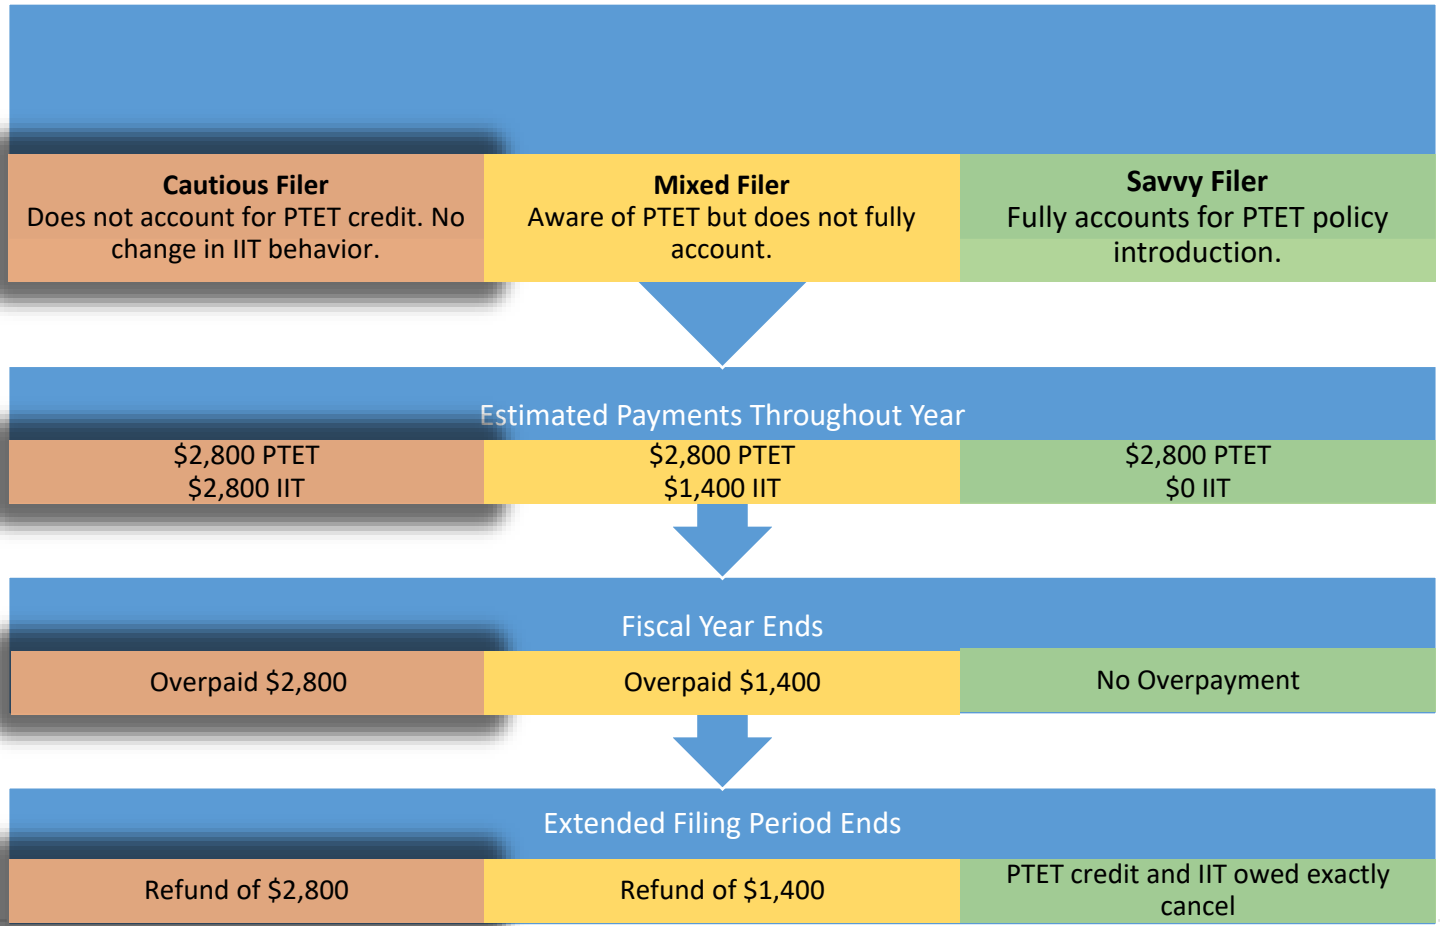 Cautious Filer
Does not account for PTET credit. No
change in IIT behavior.
Mixed Filer
Aware of PTET but does not fully
account.
Savvy Filer
Fully accounts for PTET policy
introduction.
Estimated Payments Throughout Year
$2,800 PTET
$2,800 IIT
$2,800 PTET
$1,400 IIT
$2,800 PTET
$0 IIT
Fiscal Year Ends
Overpaid $2,800
Overpaid $1,400
No Overpayment
Extended Filing Period Ends
Refund of $2,800
Refund of $1,400
PTET credit and IIT owed exactly
cancel